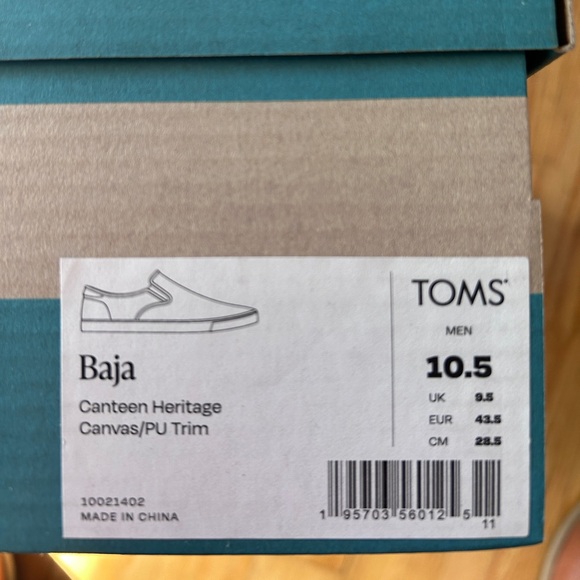 Baja
Canteen Heritage
Canvas/PU Trim
10021402
MADE IN CHINA
TOMS
MEN
10.5
UK 9.5
EUR 43.5
CM 28.5
1 95703 56012 5
11